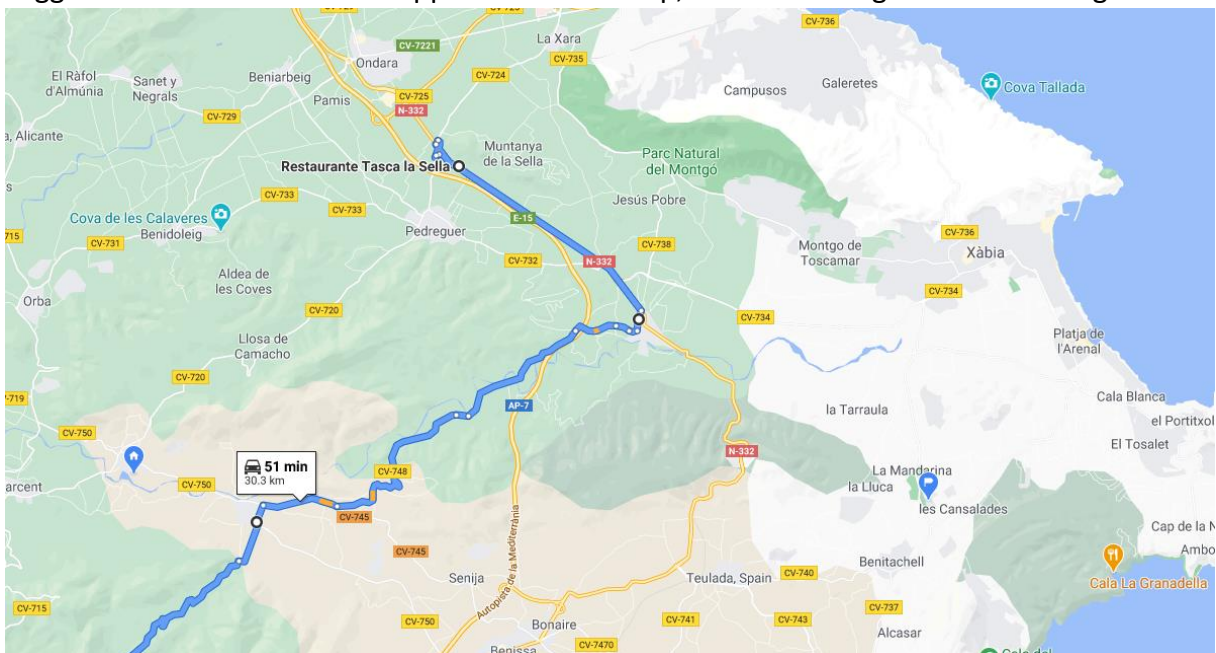 CV-725
CV-736
La Xara
CV-7221
CV-735
Ondara
El Ràfol
d'Almúnia
Sanet y
Negrals
Beniarbeig
CV-724
Galeretes
Campusos
Cova Tallada
Pamis
CV-725
N-332
CV-729
a, Alicante
Muntanya
de la Sella
Restaurante Tasca la Sella
Parc Natural
del Montgó
CV-733
CV-733
Jesús Pobre
Cova de les Calaveres
Benidoleig
E-15
715
CV-731
Pedreguer
CV-738
CV-736
Montgo de
Toscamar
Xàbia
CV-732
N-332
Aldea de
les Coves
Orba
CV-734
CV-720
CV-734
Platja de
l'Arenal
Llosa de
Camacho
CV-720
-719
Cala Blanca
AP-7
la Tarraula
el Portitxol
CV-750
El Tosalet
N-332
51 min
30.3 km
CV-748
La Mandarina
la Lluca
arcent
CV-750
les Cansalades
CV-745
Cap de la N
CV-745
Ambo
Autopista de la Mediterrània
Benitachell
Senija
Teulada, Spain
CV-740
Cala La Granadella
CV-715
CV-737
CV-750
Bonaire
CV-741
CV-743
Alcasar
Benissa
CV-7470